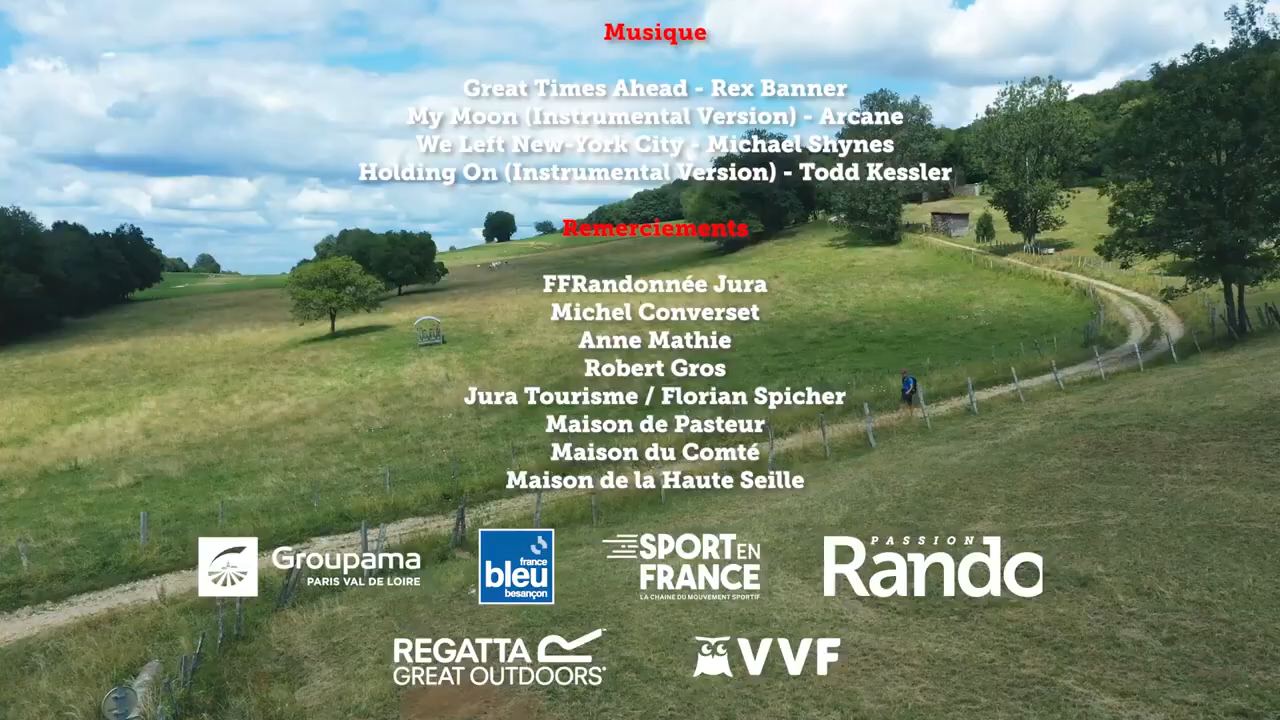 Musique
Great Times Ahead - Rex Banner
My Moon (Instrumental Version) - Arcane
We Left New-York City - Michael Shynes
Holding On (Instrumental Version) - Todd Kessler
Remerciements
FFRandonnée Jura
Michel Converset
Anne Mathie
Robert Gros
Jura Tourisme / Florian Spicher
Maison de Pasteur
Maison du Comté
Maison de la Haute Seille
Groupama
PARIS VAL DE LOIRE
france
bleu
besançon
SPORT EN
FRANCE
LA CHAINE DU MOUVEMENT SPORTIF
PASSION
Rando
REGATTA
GREAT OUTDOORS
VVF